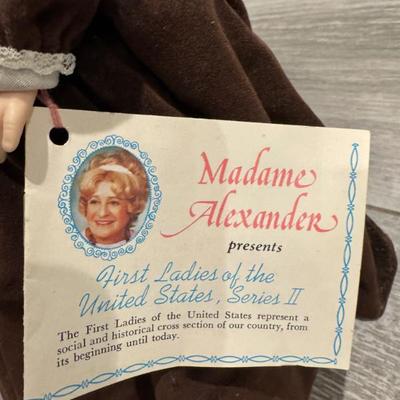 Madame
Alexander
presents
First Ladies of the
United States, Series II
The First Ladies of the United States represent a
social and historical cross section of our country, from
its beginning until today.